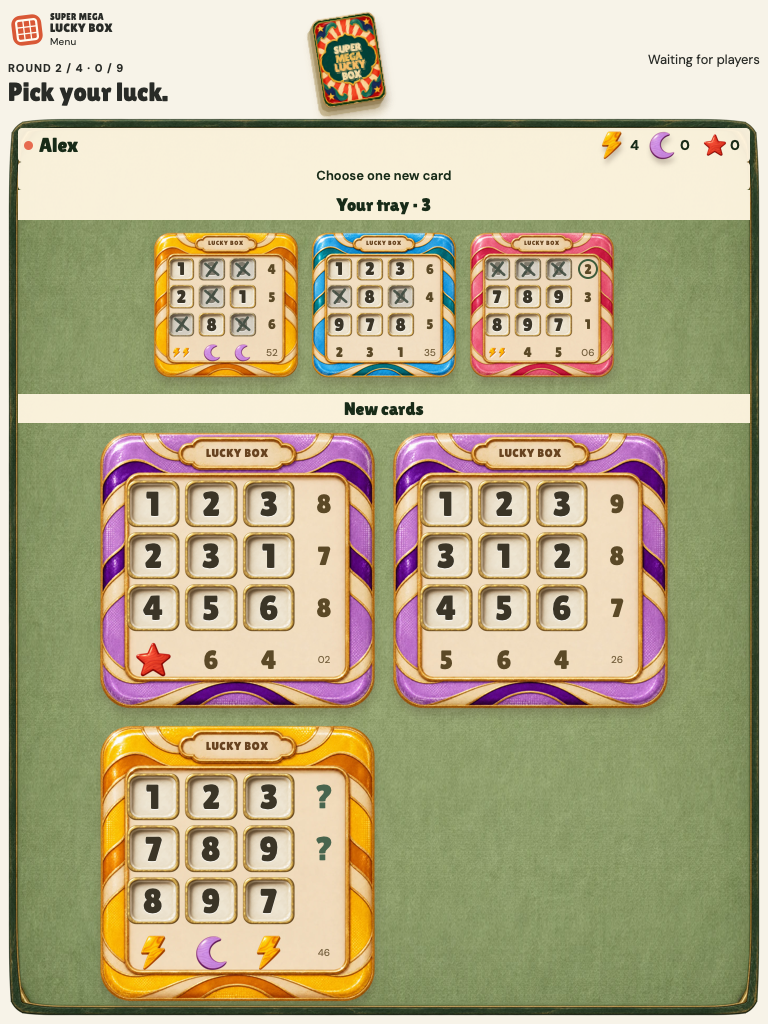 SUPER MEGA
LUCKY BOX
Menu
SUPER
MEGA
LUCKY
BOX
Waiting for players
ROUND 2 / 4 · 0 / 9
Pick your luck.
Alex
4 0 0
Choose one new card
Your tray · 3
LUCKY BOX
1 4
2 1 5
8 6
52
LUCKY BOX
1 2 3 6
8 4
9 7 8 5
2 3 1 35
LUCKY BOX
2
7 8 9 3
8 9 7 1
4 5 06
New cards
LUCKY BOX
1 2 3 8
2 3 1 7
4 5 6 8
6 4 02
LUCKY BOX
1 2 3 9
3 1 2 8
4 5 6 7
5 6 4 26
LUCKY BOX
1 2 3 ?
7 8 9 ?
8 9 7
46